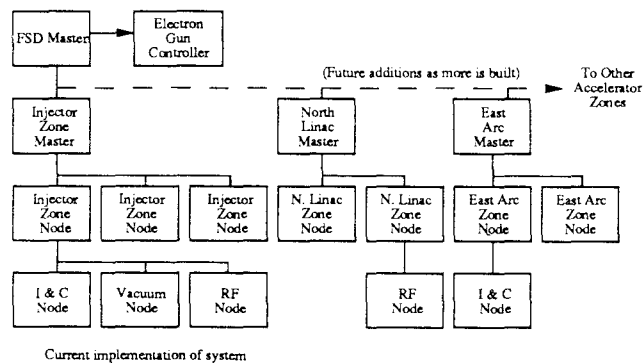 FSD Master
Electron
Gun
Controller
(Future additions as more is built)
To Other
Accelerator
Zones
Injector
Zone
Master
North
Linac
Master
East
Arc
Master
Injector
Zone
Node
Injector
Zone
Node
Injector
Zone
Node
N. Linac
Zone
Node
N. Linac
Zone
Node
East Arc
Zone
Node
East Arc
Zone
Node
I & C
Node
Vacuum
Node
RF
Node
RF
Node
I & C
Node
Current implementation of system